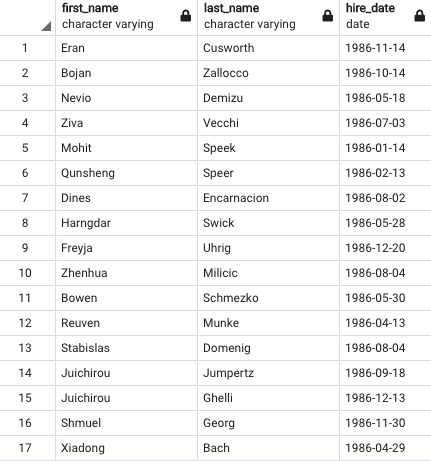 first_name last_name hire_date
character varying character varying date
1 Eran Cusworth 1986-11-14
2 Bojan Zallocco 1986-10-14
3 Nevio Demizu 1986-05-18
4 Ziva Vecchi 1986-07-03
5 Mohit Speek 1986-01-14
6 Qunsheng Speer 1986-02-13
7 Dines Encarnacion 1986-08-02
8 Harngdar Swick 1986-05-28
9 Freyja Uhrig 1986-12-20
10 Zhenhua Milicic 1986-08-04
11 Bowen Schmezko 1986-05-30
12 Reuven Munke 1986-04-13
13 Stabislas Domenig 1986-08-04
14 Juichirou Jumpertz 1986-09-18
15 Juichirou Ghelli 1986-12-13
16 Shmuel Georg 1986-11-30
17 Xiadong Bach 1986-04-29